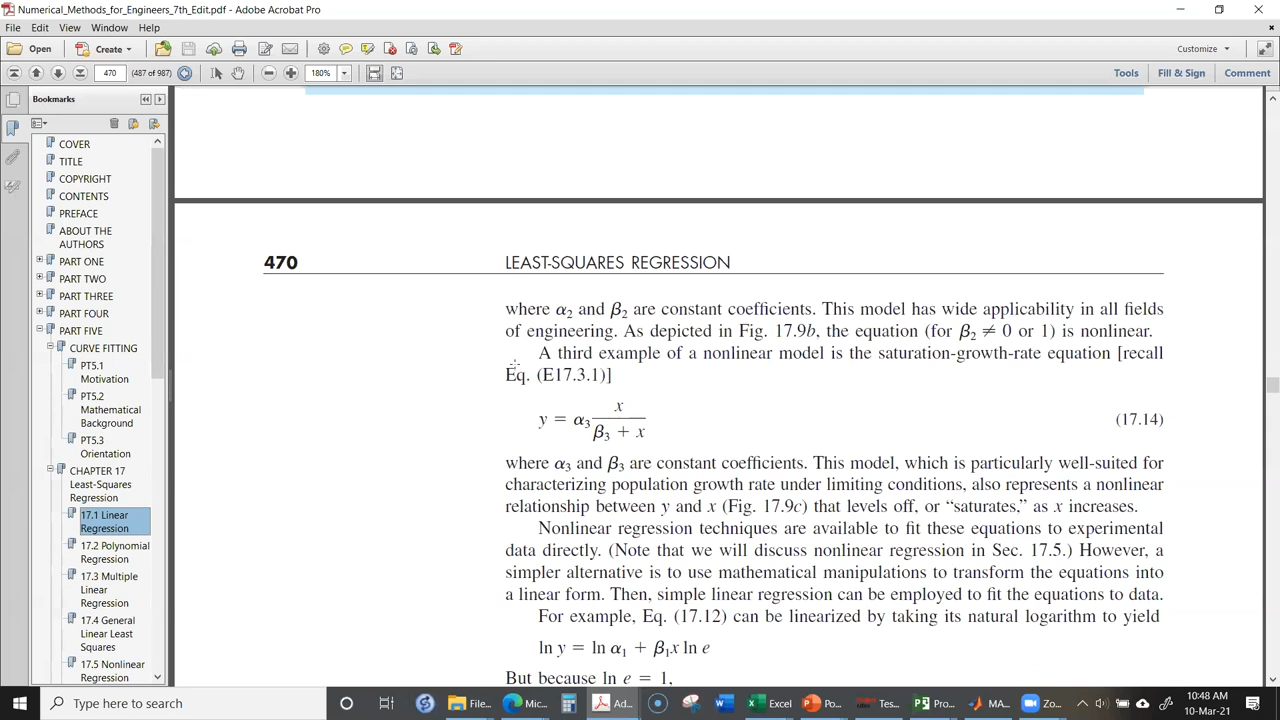 Numerical_Methods_for_Engineers_7th_Edit.pdf - Adobe Acrobat Pro
File Edit View Window Help
Open Create Customize
470 (487 of 987) 180% Tools Fill & Sign Comment
Bookmarks
COVER
TITLE
COPYRIGHT
CONTENTS
PREFACE
ABOUT THE
AUTHORS
PART ONE
PART TWO
PART THREE
PART FOUR
PART FIVE
CURVE FITTING
PT5.1
Motivation
PT5.2
Mathematical
Background
PT5.3
Orientation
CHAPTER 17
Least-Squares
Regression
17.1 Linear
Regression
17.2 Polynomial
Regression
17.3 Multiple
Linear
Regression
17.4 General
Linear Least
Squares
17.5 Nonlinear
Regression
470 LEAST-SQUARES REGRESSION
where α2 and β2 are constant coefficients. This model has wide applicability in all fields
of engineering. As depicted in Fig. 17.9b, the equation (for β2 ≠ 0 or 1) is nonlinear.
A third example of a nonlinear model is the saturation-growth-rate equation [recall
Eq. (E17.3.1)]
y = α3 x / (β3 + x) (17.14)
where α3 and β3 are constant coefficients. This model, which is particularly well-suited for
characterizing population growth rate under limiting conditions, also represents a nonlinear
relationship between y and x (Fig. 17.9c) that levels off, or “saturates,” as x increases.
Nonlinear regression techniques are available to fit these equations to experimental
data directly. (Note that we will discuss nonlinear regression in Sec. 17.5.) However, a
simpler alternative is to use mathematical manipulations to transform the equations into
a linear form. Then, simple linear regression can be employed to fit the equations to data.
For example, Eq. (17.12) can be linearized by taking its natural logarithm to yield
ln y = ln α1 + β1x ln e
But because ln e = 1,
Type here to search File... Mic... Ad... Excel Po... Tes... Pro... MA... Zo... 10:48 AM
10-Mar-21